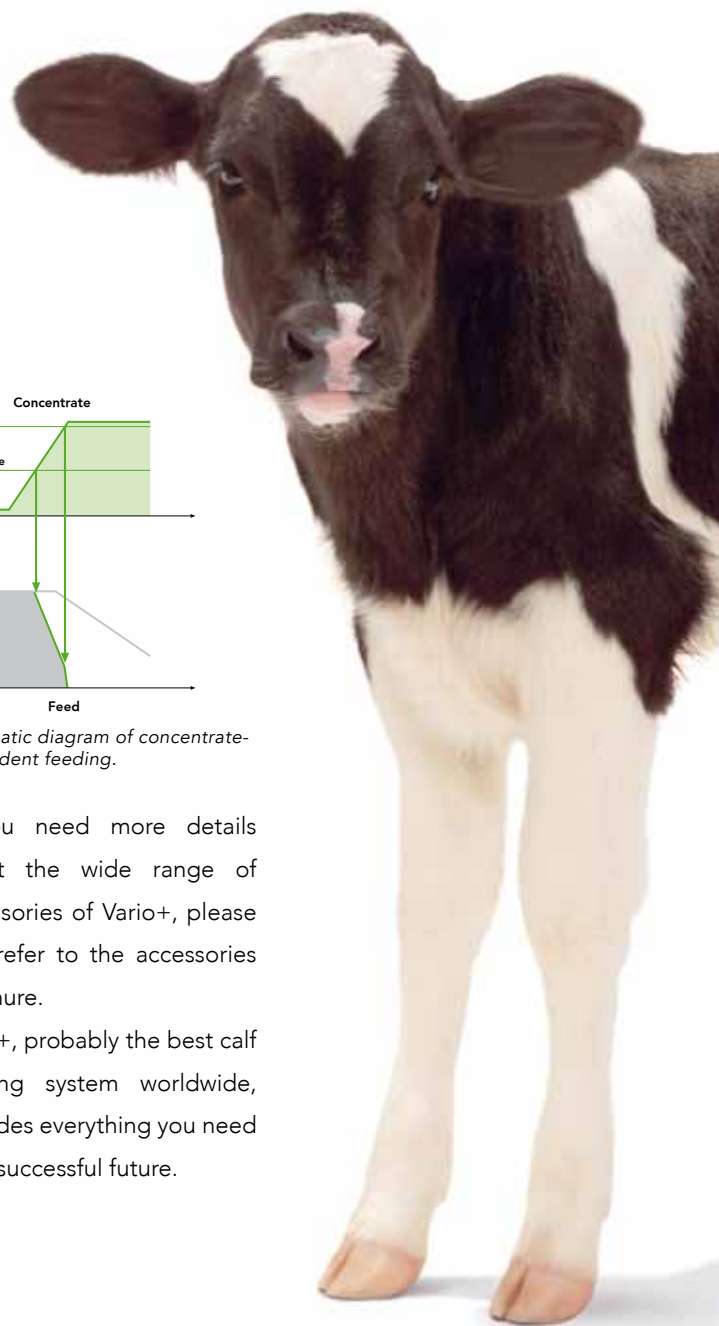 Concentrate
e
Feed
atic diagram of concentrate-
dent feeding.
ou need more details
t the wide range of
sories of Vario+, please
refer to the accessories
hure.
+, probably the best calf
ng system worldwide,
des everything you need
successful future.